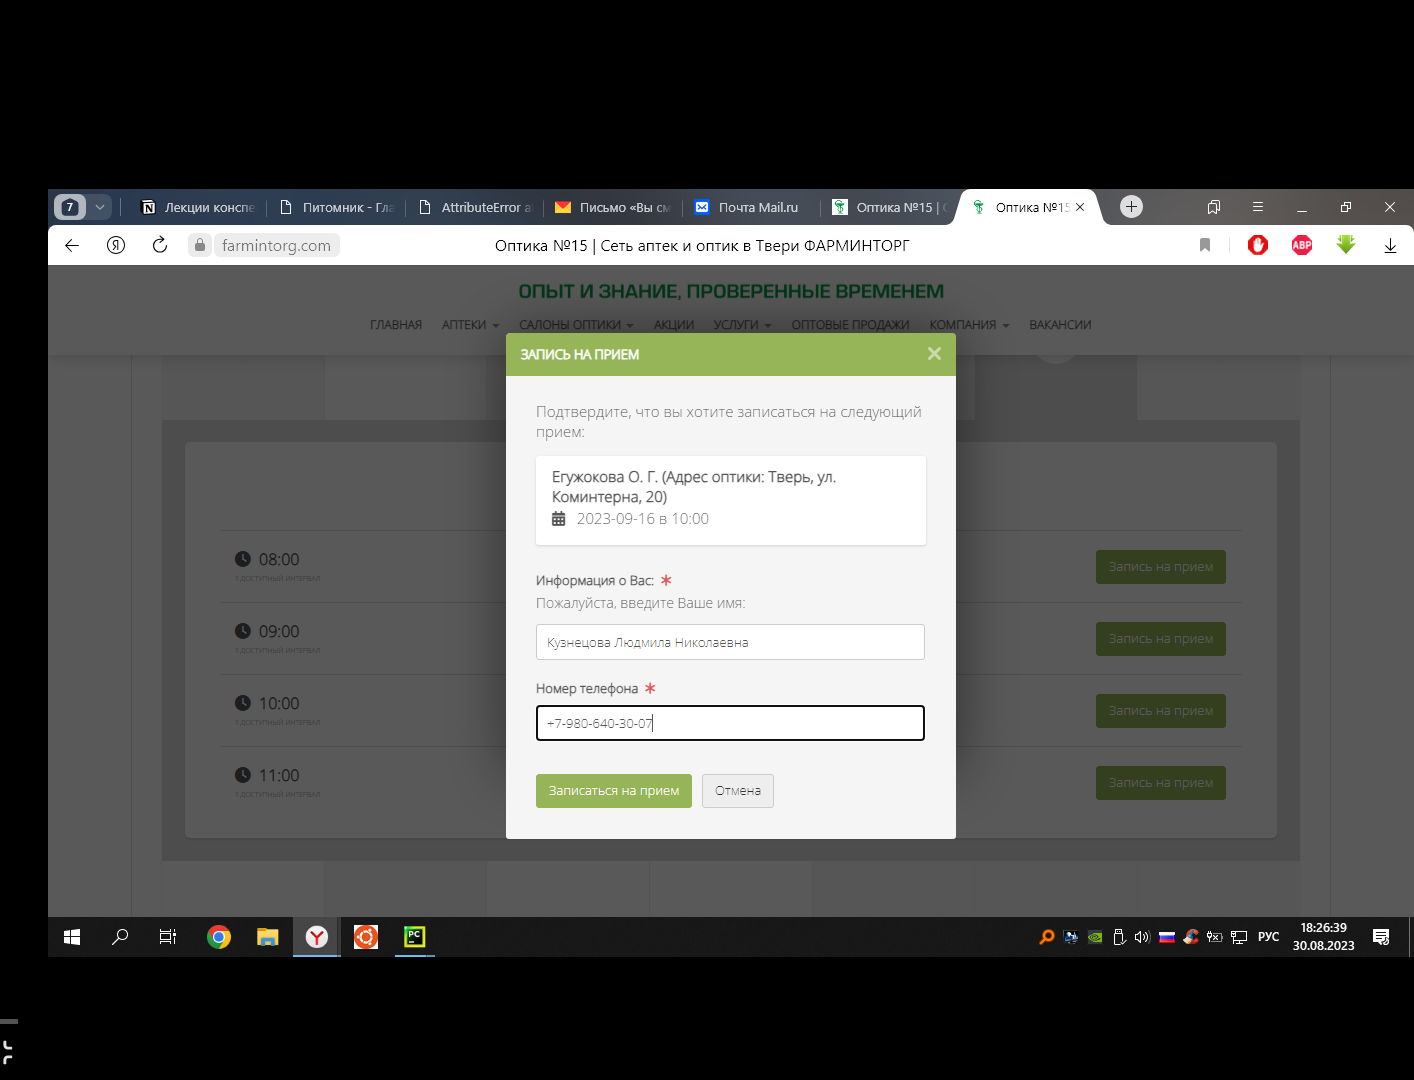 7
Лекции конспе
Питомник - Гла
AttributeError a
Письмо «Вы см
Почта Mail.ru
Оптика №15 | С
Оптика №15
farmintorg.com
Оптика №15 | Сеть аптек и оптик в Твери ФАРМИНТОРГ
ABP
ОПЫТ И ЗНАНИЕ, ПРОВЕРЕННЫЕ ВРЕМЕНЕМ
ГЛАВНАЯ АПТЕКИ САЛОНЫ ОПТИКИ АКЦИИ УСЛУГИ ОПТОВЫЕ ПРОДАЖИ КОМПАНИЯ ВАКАНСИИ
ЗАПИСЬ НА ПРИЕМ
Подтвердите, что вы хотите записаться на следующий
прием:
Егужокова О. Г. (Адрес оптики: Тверь, ул.
Коминтерна, 20)
2023-09-16 в 10:00
Информация о Вас: *
Пожалуйста, введите Ваше имя:
Кузнецова Людмила Николаевна
Номер телефона *
+7-980-640-30-07
Записаться на прием
Отмена
08:00
1 ДОСТУПНЫЙ ИНТЕРВАЛ
Запись на прием
09:00
1 ДОСТУПНЫЙ ИНТЕРВАЛ
Запись на прием
10:00
1 ДОСТУПНЫЙ ИНТЕРВАЛ
Запись на прием
11:00
1 ДОСТУПНЫЙ ИНТЕРВАЛ
Запись на прием
PC
РУС
18:26:39
30.08.2023